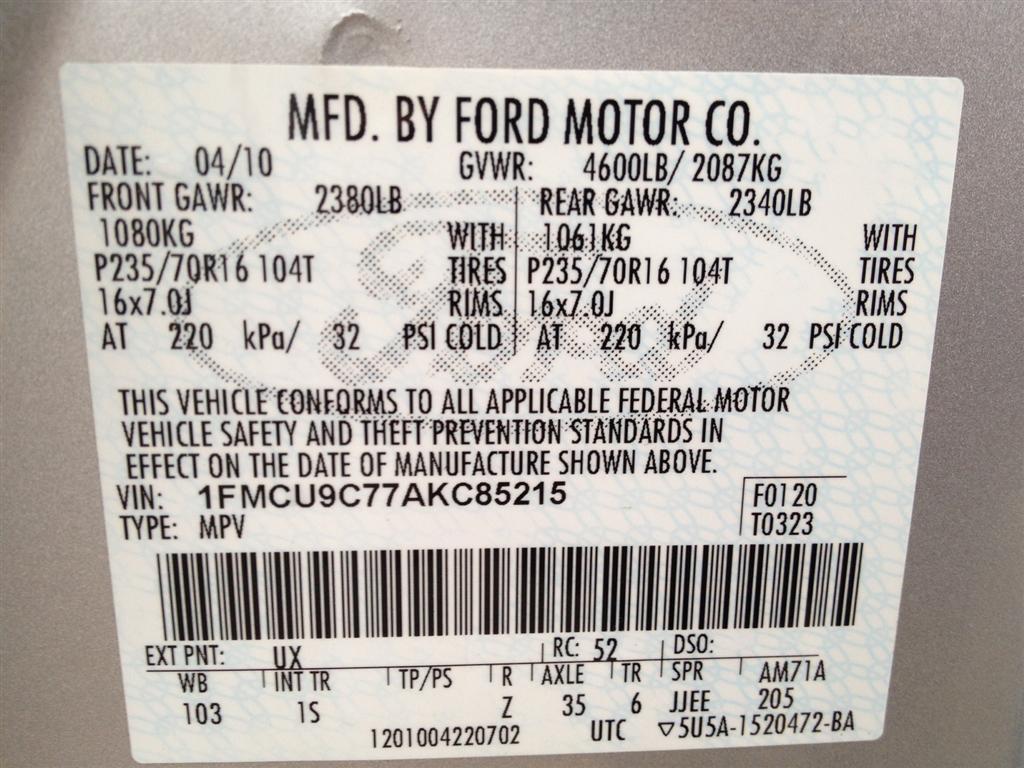 MFD. BY FORD MOTOR CO.
DATE: 04/10 GVWR: 4600LB/ 2087KG
FRONT GAWR: 2380LB REAR GAWR: 2340LB
1080KG WITH 1061KG WITH
P235/70R16 104T TIRES P235/70R16 104T TIRES
16x7.0J RIMS 16x7.0J RIMS
AT 220 kPa/ 32 PSI COLD AT 220 kPa/ 32 PSI COLD
Ford
THIS VEHICLE CONFORMS TO ALL APPLICABLE FEDERAL MOTOR
VEHICLE SAFETY AND THEFT PREVENTION STANDARDS IN
EFFECT ON THE DATE OF MANUFACTURE SHOWN ABOVE.
VIN: 1FMCU9C77AKC85215 F0120
TYPE: MPV T0323
EXT PNT: UX RC: 52 DSO:
WB INT TR TP/PS R AXLE TR SPR AM71A
103 1S Z 35 6 JJEE 205
1201004220702 UTC ▽5U5A-1520472-BA